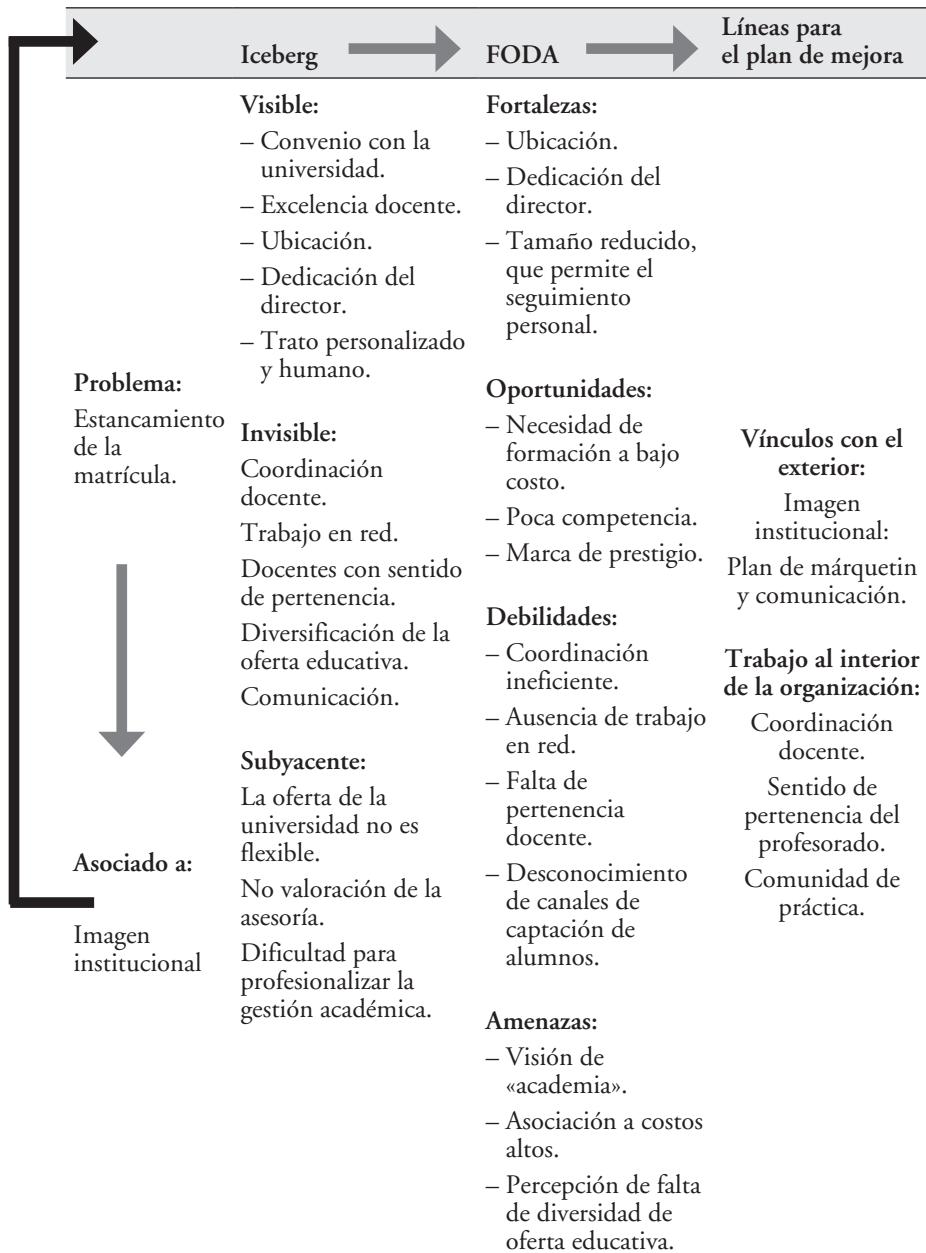 Iceberg
FODA
Líneas para
el plan de mejora
Problema:
Estancamiento
de la
matrícula.
Asociado a:
Imagen
institucional
Visible:
– Convenio con la
universidad.
– Excelencia docente.
– Ubicación.
– Dedicación del
director.
– Trato personalizado
y humano.
Invisible:
Coordinación
docente.
Trabajo en red.
Docentes con sentido
de pertenencia.
Diversificación de la
oferta educativa.
Comunicación.
Subyacente:
La oferta de la
universidad no es
flexible.
No valoración de la
asesoría.
Dificultad para
profesionalizar la
gestión académica.
Fortalezas:
– Ubicación.
– Dedicación del
director.
– Tamaño reducido,
que permite el
seguimiento
personal.
Oportunidades:
– Necesidad de
formación a bajo
costo.
– Poca competencia.
– Marca de prestigio.
Debilidades:
– Coordinación
ineficiente.
– Ausencia de trabajo
en red.
– Falta de
pertenencia
docente.
– Desconocimiento
de canales de
captación de
alumnos.
Amenazas:
– Visión de
«academia».
– Asociación a costos
altos.
– Percepción de falta
de diversidad de
oferta educativa.
Vínculos con el
exterior:
Imagen
institucional:
Plan de márquetin
y comunicación.
Trabajo al interior
de la organización:
Coordinación
docente.
Sentido de
pertenencia del
profesorado.
Comunidad de
práctica.